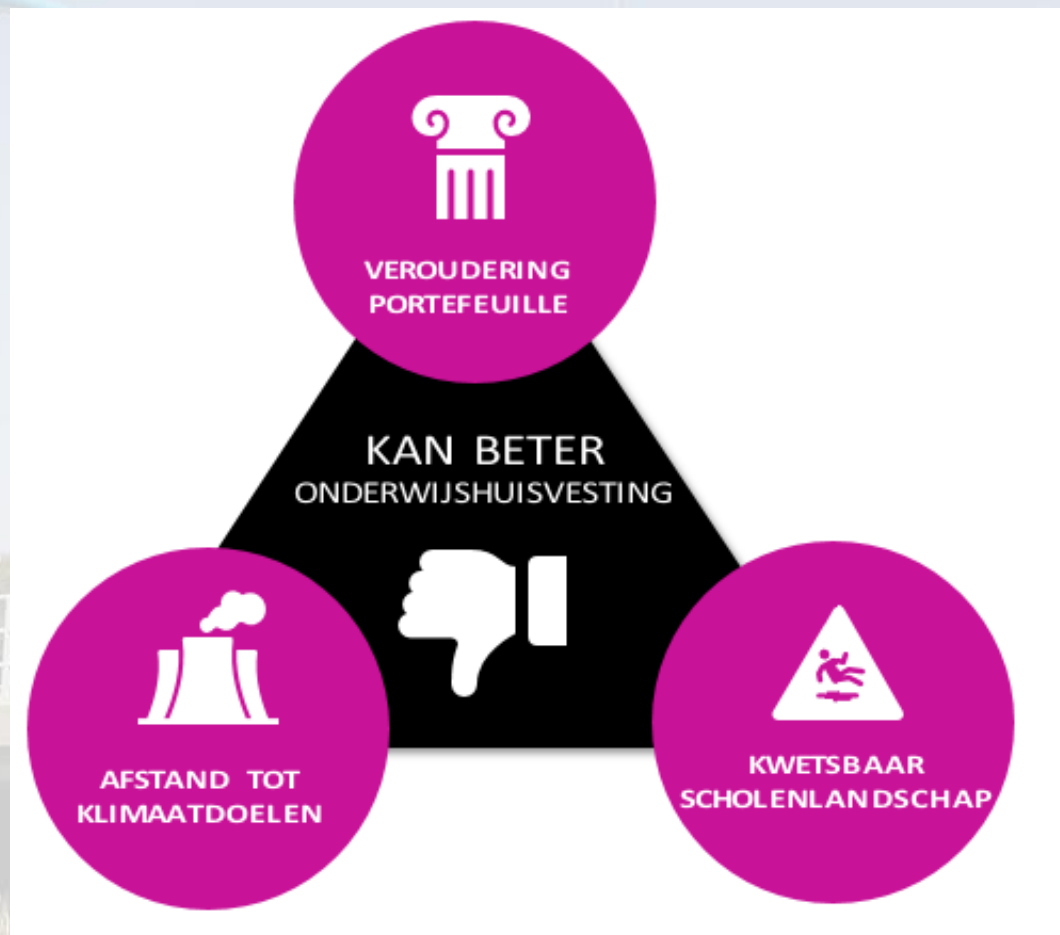 VEROUDERING
PORTEFEUILLE
KAN BETER
ONDERWIJSHUISVESTING
AFSTAND TOT
KLIMAATDOELEN
KWETSBAAR
SCHOLENLANDSCHAP